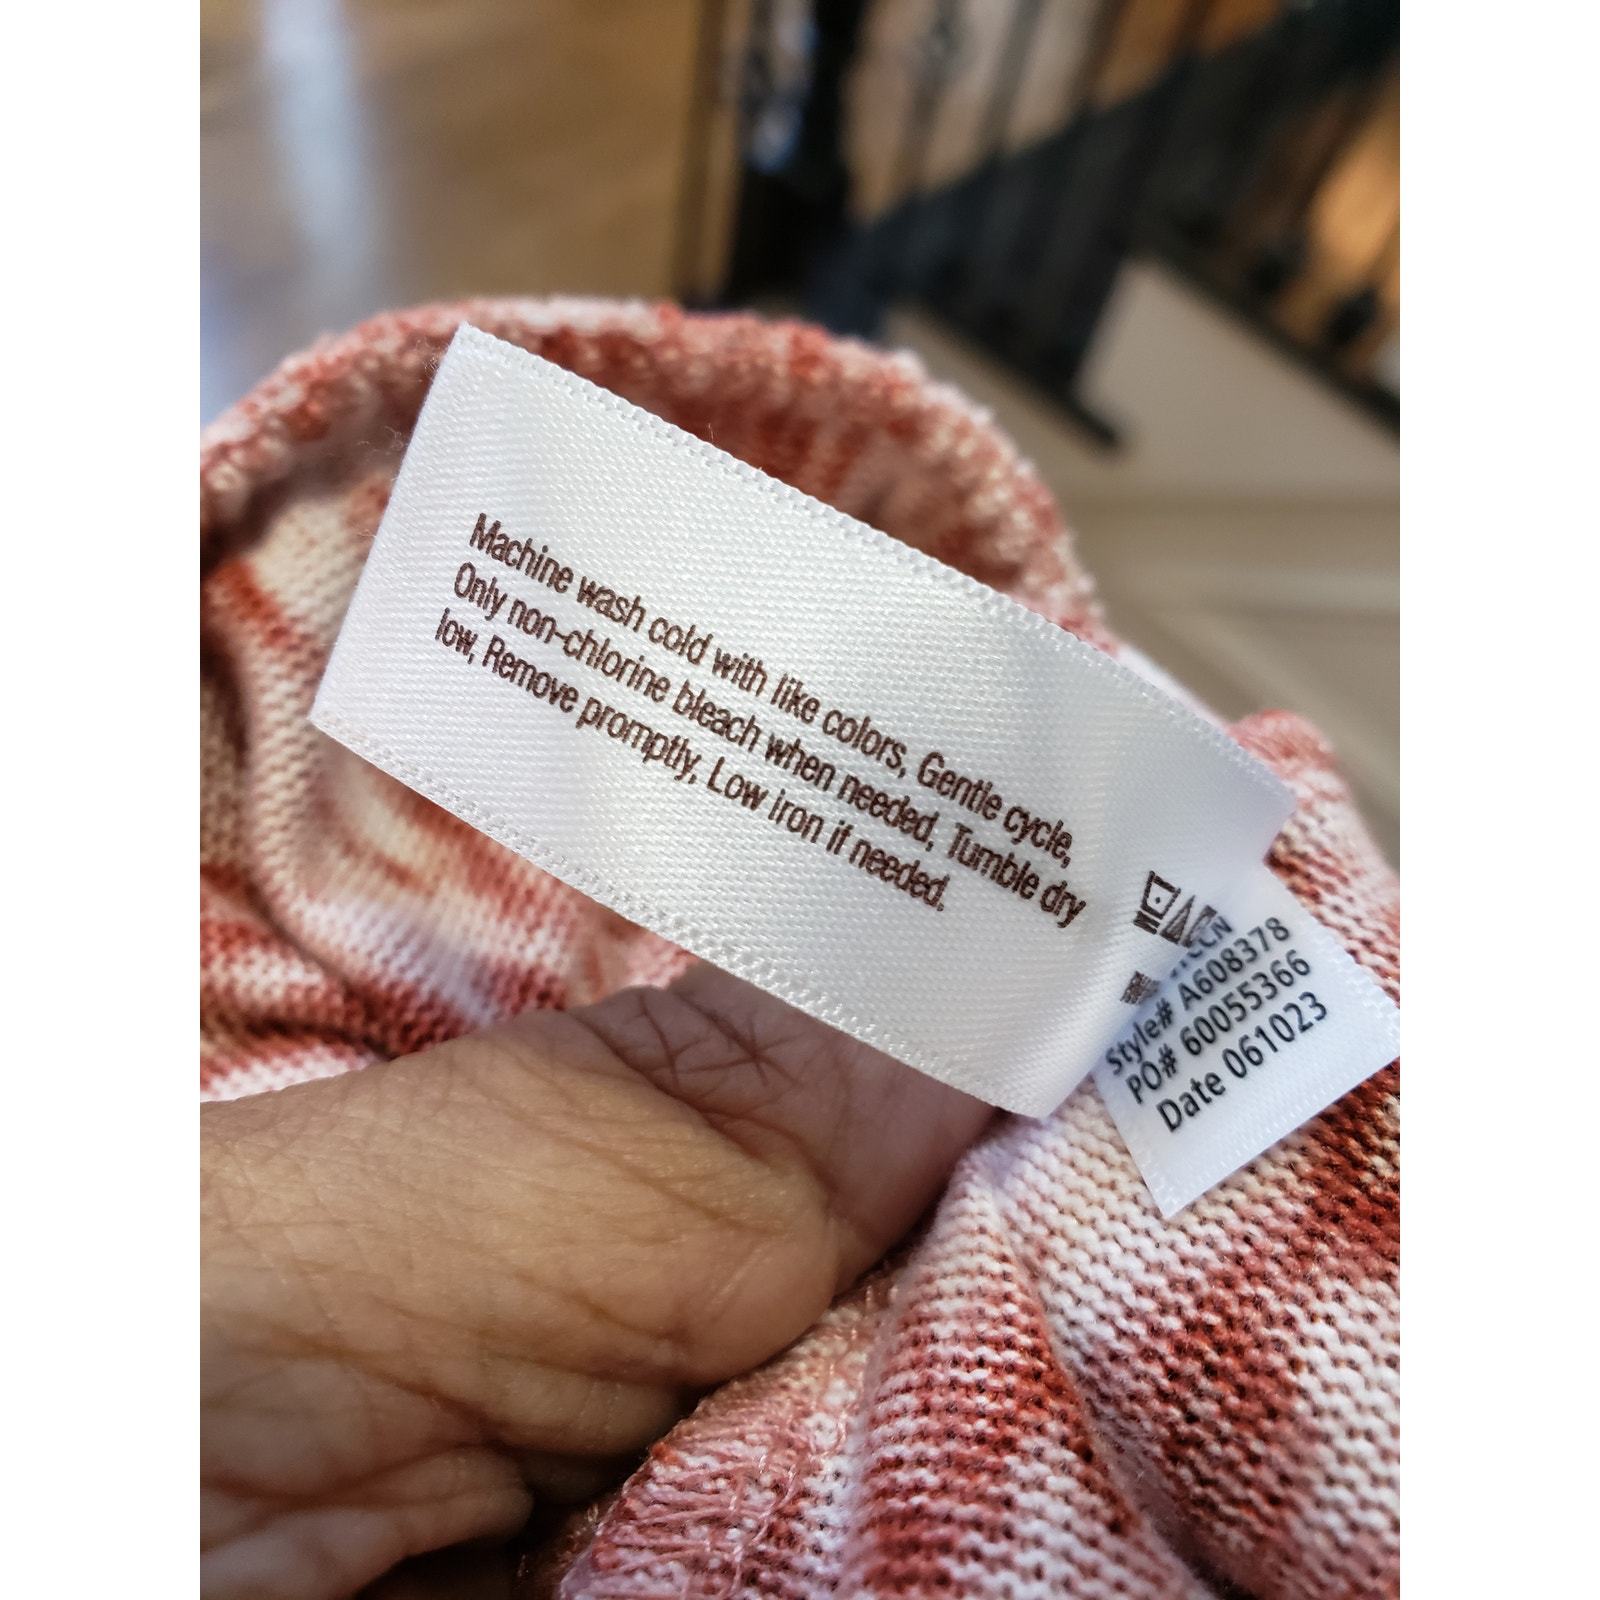 Machine wash cold with like colors, Gentle cycle,
Only non-chlorine bleach when needed, Tumble dry
low, Remove promptly, Low iron if needed.
Style# A608378
PO# 60055366
Date 061023